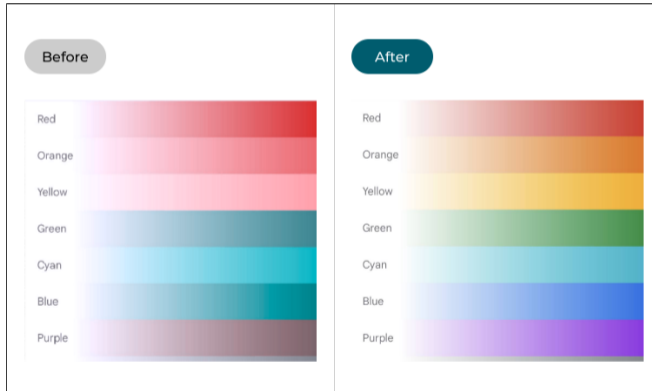 Before
Red
Orange
Yellow
Green
Cyan
Blue
Purple
After
Red
Orange
Yellow
Green
Cyan
Blue
Purple